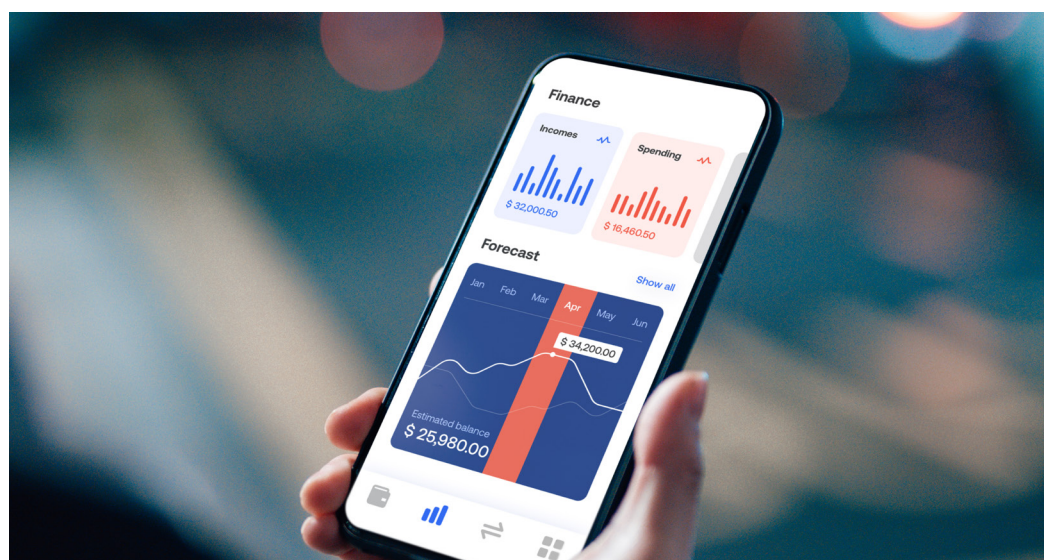 Finance
Incomes
$ 32,000.50
Spending
$ 16,460.50
Forecast
Show all
Jan Feb Mar Apr May Jun
$ 34,200.00
Estimated balance
$ 25,980.00